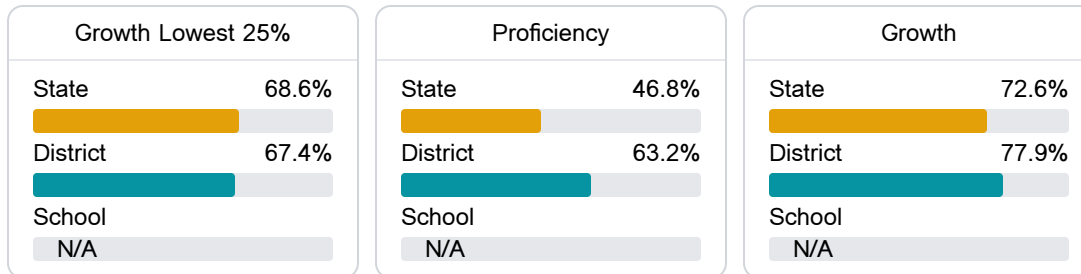 Growth Lowest 25%
State 68.6%
District 67.4%
School
N/A
Proficiency
State 46.8%
District 63.2%
School
N/A
Growth
State 72.6%
District 77.9%
School
N/A